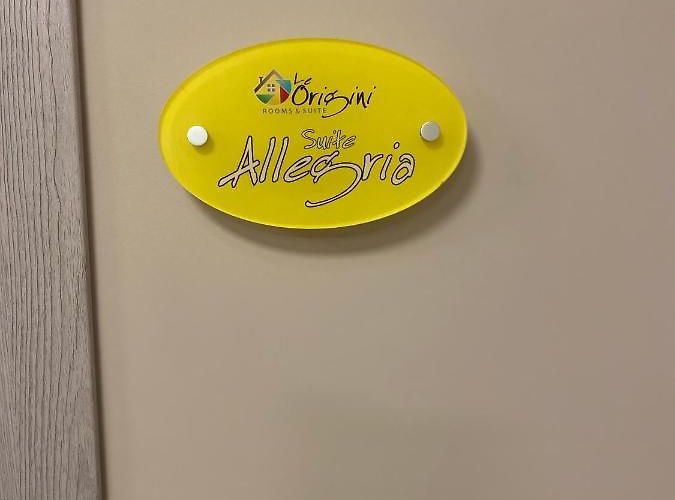 Le
Origini
ROOMS & SUITE
Suite
Allegria